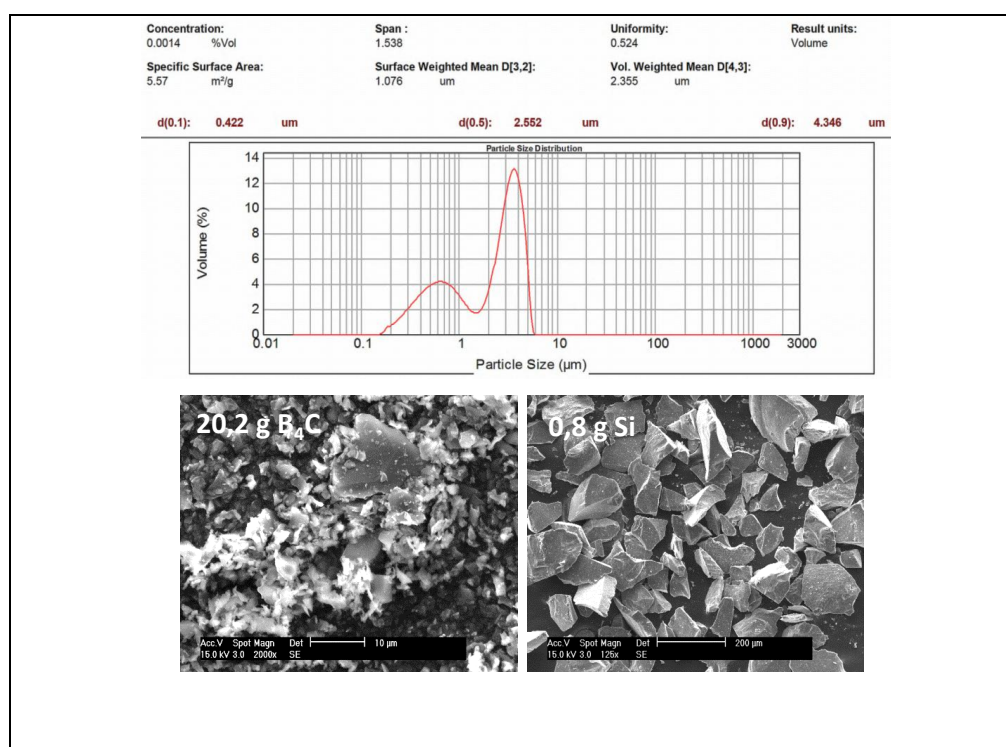 Concentration: Span : Uniformity: Result units:
0.0014 %Vol 1.538 0.524 Volume
Specific Surface Area: Surface Weighted Mean D[3,2]: Vol. Weighted Mean D[4,3]:
5.57 m²/g 1.076 um 2.355 um
d(0.1): 0.422 um d(0.5): 2.552 um d(0.9): 4.346 um
Particle Size Distribution
14
12
10
8
6
4
2
0
Volume (%)
0.01 0.1 1 10 100 1000 3000
Particle Size (µm)
20,2 g B₄C
Acc.V Spot Magn Det 10 µm
15.0 kV 3.0 2000x SE
0,8 g Si
Acc.V Spot Magn Det 200 µm
15.0 kV 3.0 125x SE